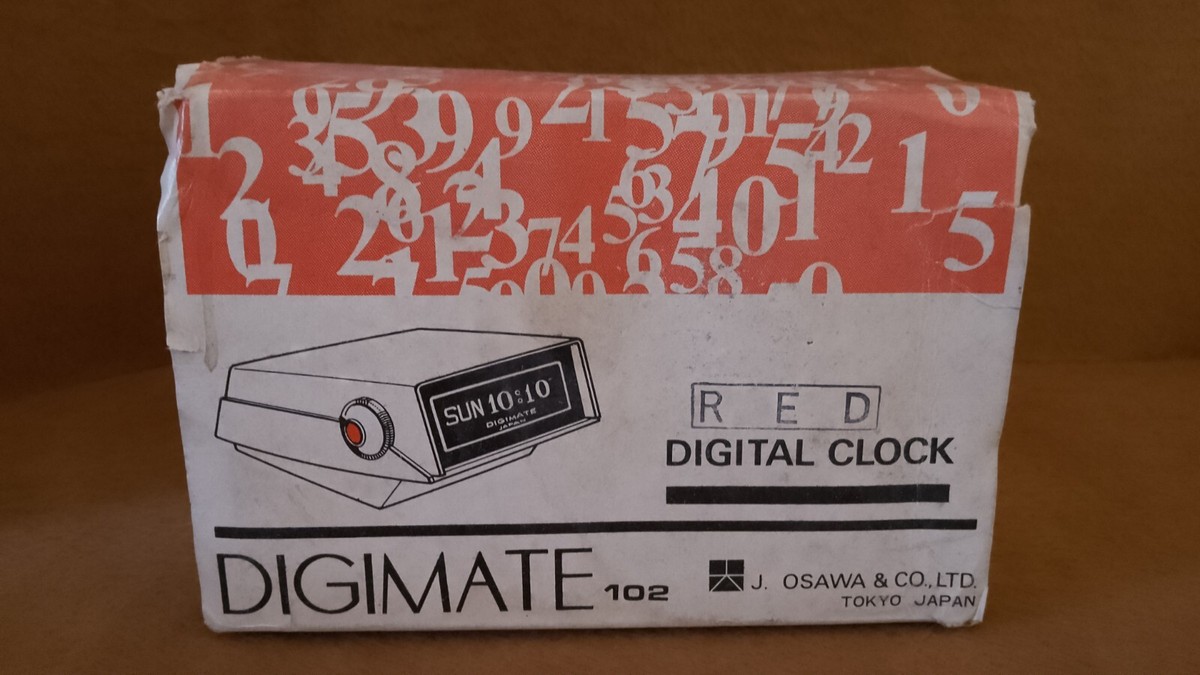 SUN 10:10
DIGIMATE
JAPAN
RED
DIGITAL CLOCK
DIGIMATE 102
J. OSAWA & CO., LTD.
TOKYO JAPAN